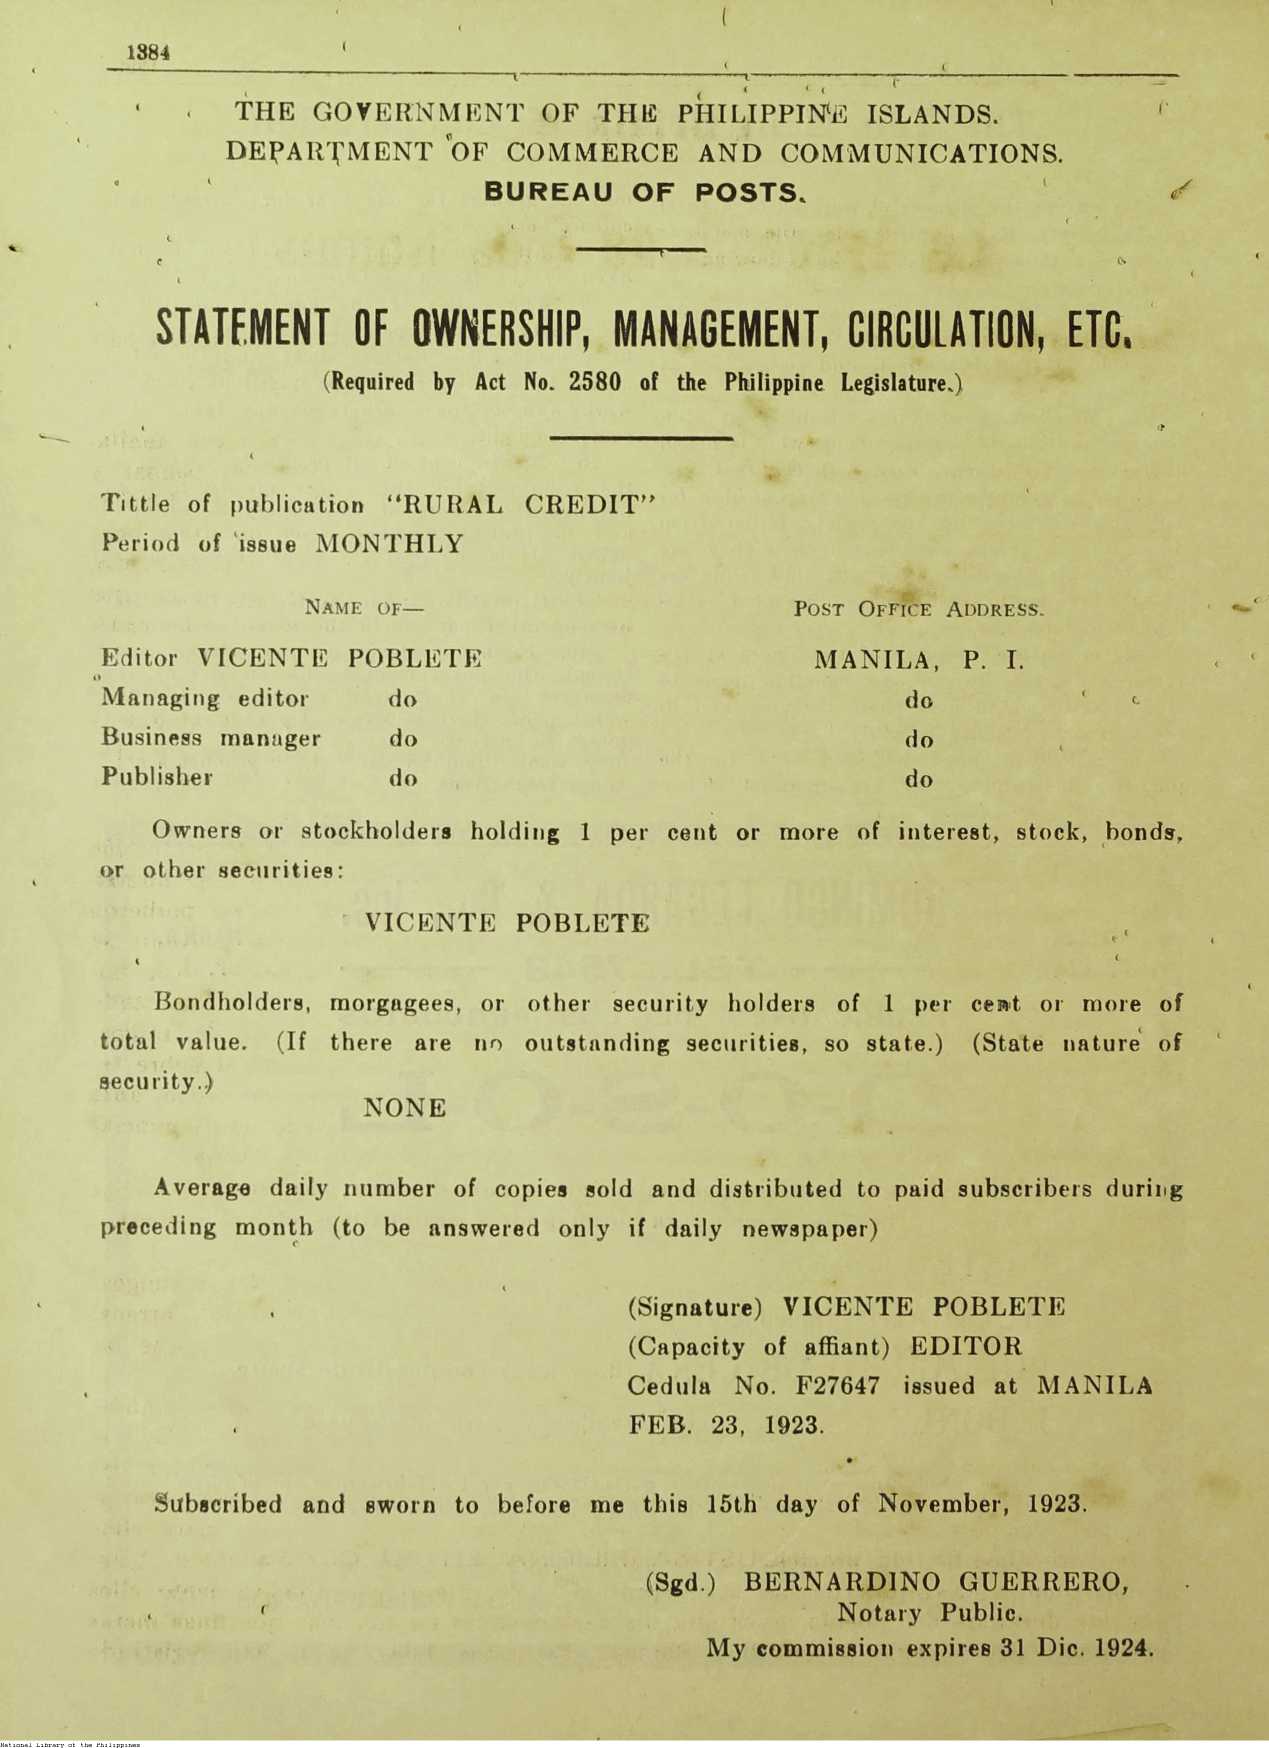 1384
THE GOVERNMENT OF THE PHILIPPINE ISLANDS.
DEPARTMENT OF COMMERCE AND COMMUNICATIONS.
BUREAU OF POSTS.
STATEMENT OF OWNERSHIP, MANAGEMENT, CIRCULATION, ETC.
(Required by Act No. 2580 of the Philippine Legislature.)
Tittle of publication "RURAL CREDIT"
Period of issue MONTHLY
NAME OF— POST OFFICE ADDRESS.
Editor VICENTE POBLETE MANILA, P. I.
Managing editor do do
Business manager do do
Publisher do do
Owners or stockholders holding 1 per cent or more of interest, stock, bonds,
or other securities:
VICENTE POBLETE
Bondholders, morgagees, or other security holders of 1 per cent or more of
total value. (If there are no outstanding securities, so state.) (State nature of
security.)
NONE
Average daily number of copies sold and distributed to paid subscribers during
preceding month (to be answered only if daily newspaper)
(Signature) VICENTE POBLETE
(Capacity of affiant) EDITOR
Cedula No. F27647 issued at MANILA
FEB. 23, 1923.
Subscribed and sworn to before me this 15th day of November, 1923.
(Sgd.) BERNARDINO GUERRERO,
Notary Public.
My commission expires 31 Dic. 1924.
National Library of the Philippines